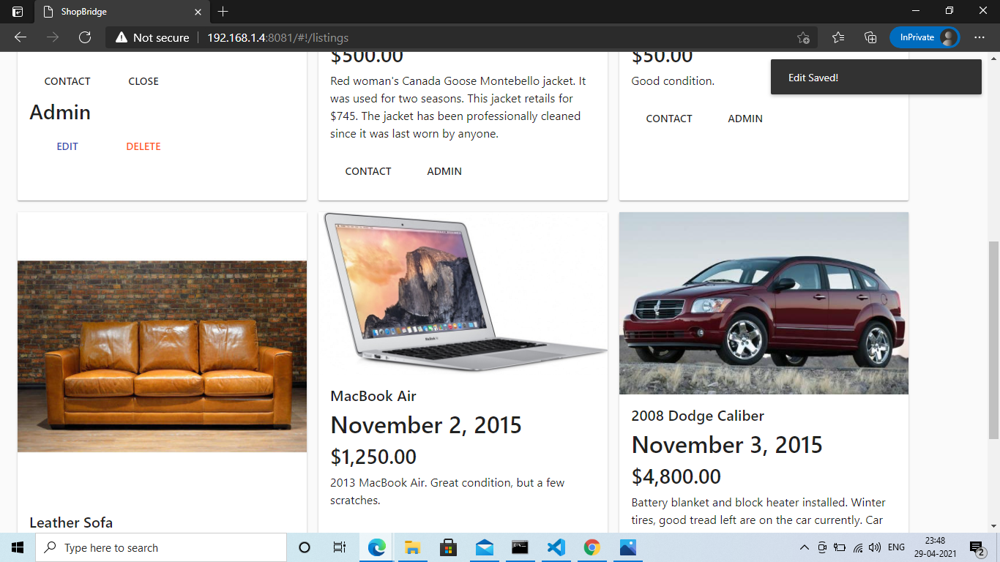 ShopBridge
Not secure
192.168.1.4:8081/#!/listings
InPrivate
Edit Saved!
CONTACT CLOSE
Admin
EDIT DELETE
$500.00
Red woman's Canada Goose Montebello jacket. It
was used for two seasons. This jacket retails for
$745. The jacket has been professionally cleaned
since it was last worn by anyone.
CONTACT ADMIN
$50.00
Good condition.
CONTACT ADMIN
Leather Sofa
MacBook Air
MacBook Air
November 2, 2015
$1,250.00
2013 MacBook Air. Great condition, but a few
scratches.
2008 Dodge Caliber
November 3, 2015
$4,800.00
Battery blanket and block heater installed. Winter
tires, good tread left are on the car currently. Car
Type here to search
ENG
23:48
29-04-2021
2